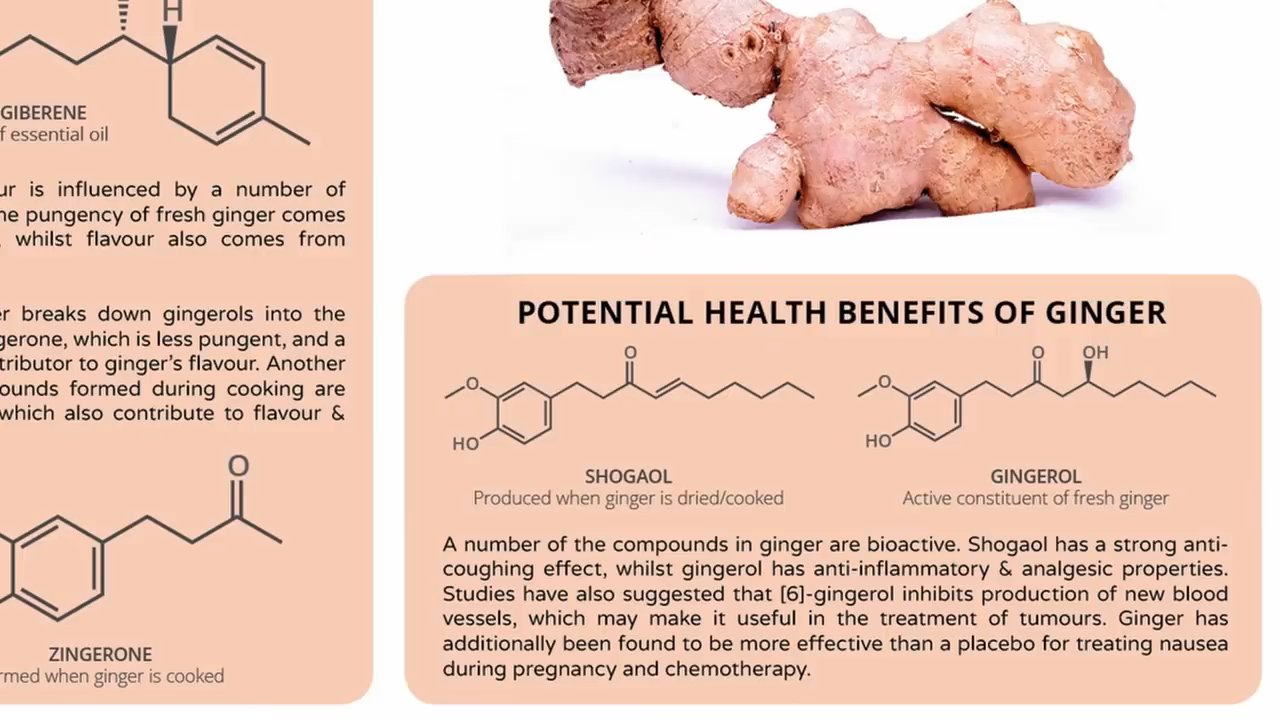 H
GIBERENE
f essential oil
ur is influenced by a number of
he pungency of fresh ginger comes
, whilst flavour also comes from
er breaks down gingerols into the
gerone, which is less pungent, and a
tributor to ginger's flavour. Another
ounds formed during cooking are
which also contribute to flavour &
O
ZINGERONE
rmed when ginger is cooked
POTENTIAL HEALTH BENEFITS OF GINGER
O
O
HO
SHOGAOL
Produced when ginger is dried/cooked
O OH
O
HO
GINGEROL
Active constituent of fresh ginger
A number of the compounds in ginger are bioactive. Shogaol has a strong anti-
coughing effect, whilst gingerol has anti-inflammatory & analgesic properties.
Studies have also suggested that [6]-gingerol inhibits production of new blood
vessels, which may make it useful in the treatment of tumours. Ginger has
additionally been found to be more effective than a placebo for treating nausea
during pregnancy and chemotherapy.